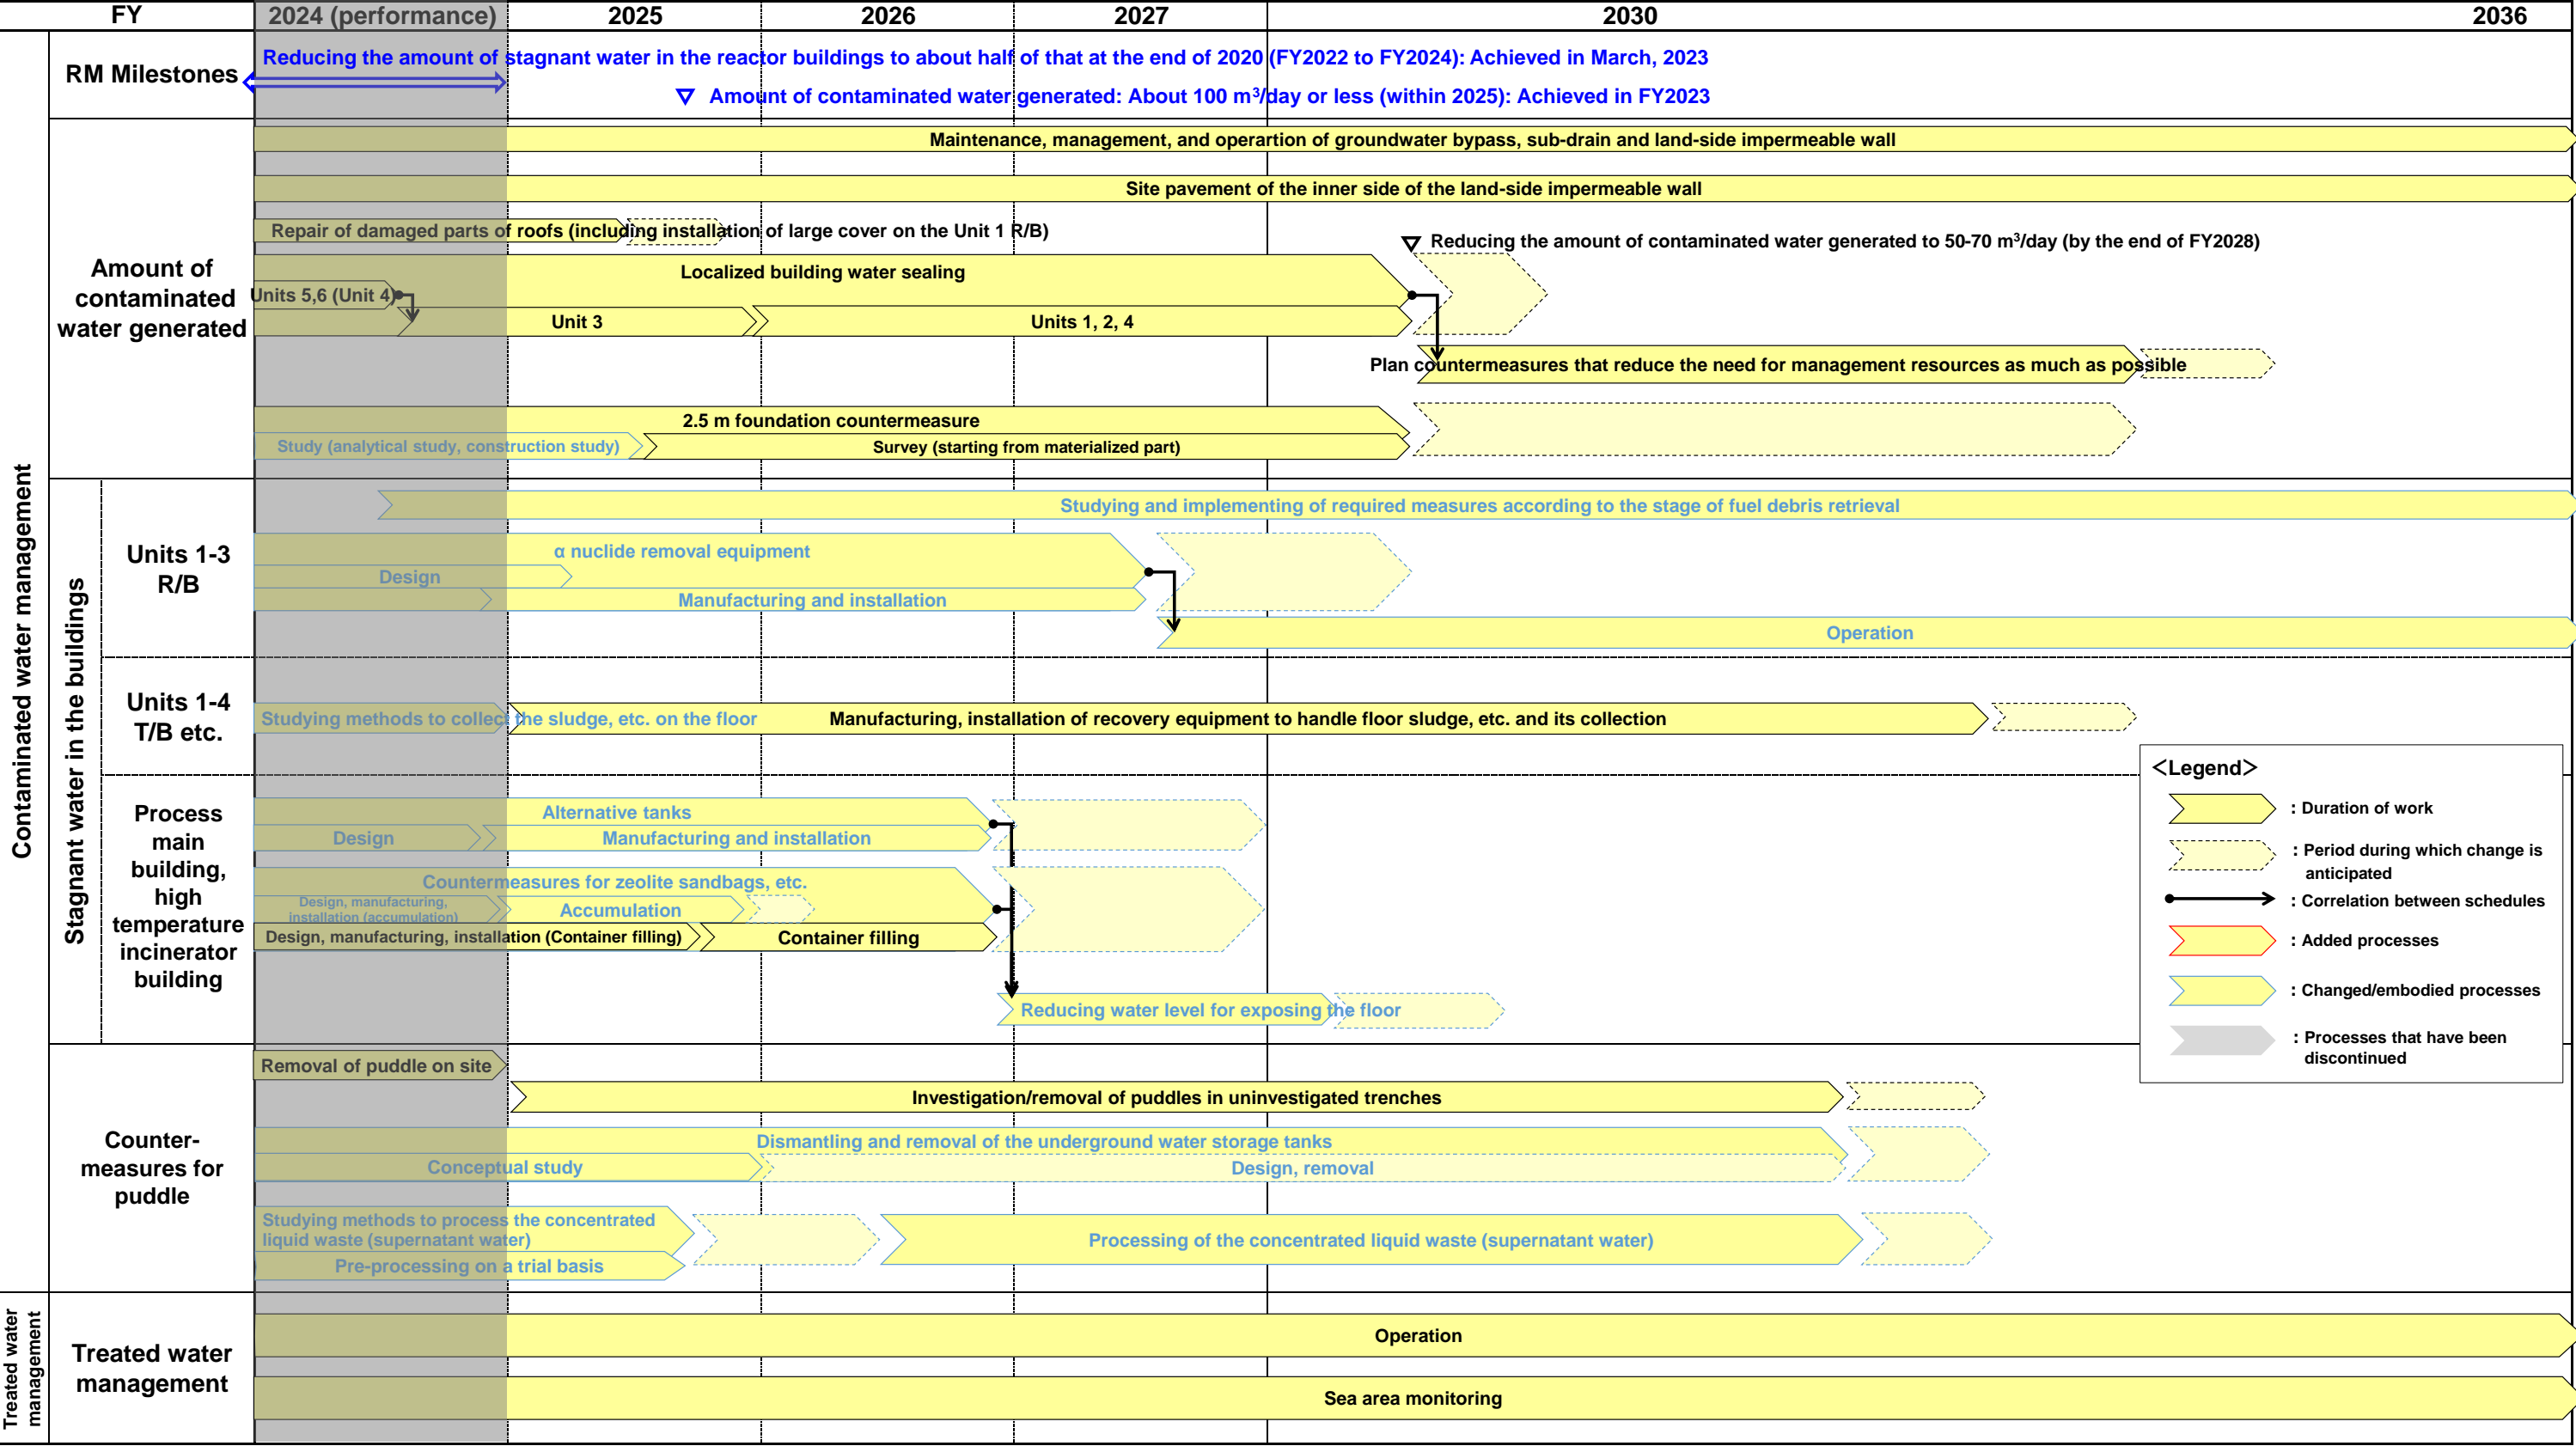 FY
2024 (performance)
2025
2026
2027
2030
2036
Contaminated water management
RM Milestones
Reducing the amount of stagnant water in the reactor buildings to about half of that at the end of 2020 (FY2022 to FY2024): Achieved in March, 2023
Amount of contaminated water generated: About 100 m³/day or less (within 2025): Achieved in FY2023
Amount of
contaminated
water generated
Maintenance, management, and operartion of groundwater bypass, sub-drain and land-side impermeable wall
Site pavement of the inner side of the land-side impermeable wall
Repair of damaged parts of roofs (including installation of large cover on the Unit 1 R/B)
Reducing the amount of contaminated water generated to 50-70 m³/day (by the end of FY2028)
Localized building water sealing
Units 5,6 (Unit 4)
Unit 3
Units 1, 2, 4
Plan countermeasures that reduce the need for management resources as much as possible
2.5 m foundation countermeasure
Study (analytical study, construction study)
Survey (starting from materialized part)
Stagnant water in the buildings
Units 1-3
R/B
Studying and implementing of required measures according to the stage of fuel debris retrieval
α nuclide removal equipment
Design
Manufacturing and installation
Operation
Units 1-4
T/B etc.
Studying methods to collect the sludge, etc. on the floor
Manufacturing, installation of recovery equipment to handle floor sludge, etc. and its collection
Process
main
building,
high
temperature
incinerator
building
Alternative tanks
Design
Manufacturing and installation
Countermeasures for zeolite sandbags, etc.
Design, manufacturing,
installation (accumulation)
Accumulation
Design, manufacturing, installation (Container filling)
Container filling
Reducing water level for exposing the floor
<Legend>
: Duration of work
: Period during which change is
anticipated
: Correlation between schedules
: Added processes
: Changed/embodied processes
: Processes that have been
discontinued
Counter-
measures for
puddle
Removal of puddle on site
Investigation/removal of puddles in uninvestigated trenches
Dismantling and removal of the underground water storage tanks
Conceptual study
Design, removal
Studying methods to process the concentrated
liquid waste (supernatant water)
Pre-processing on a trial basis
Processing of the concentrated liquid waste (supernatant water)
Treated water
management
Treated water
management
Operation
Sea area monitoring